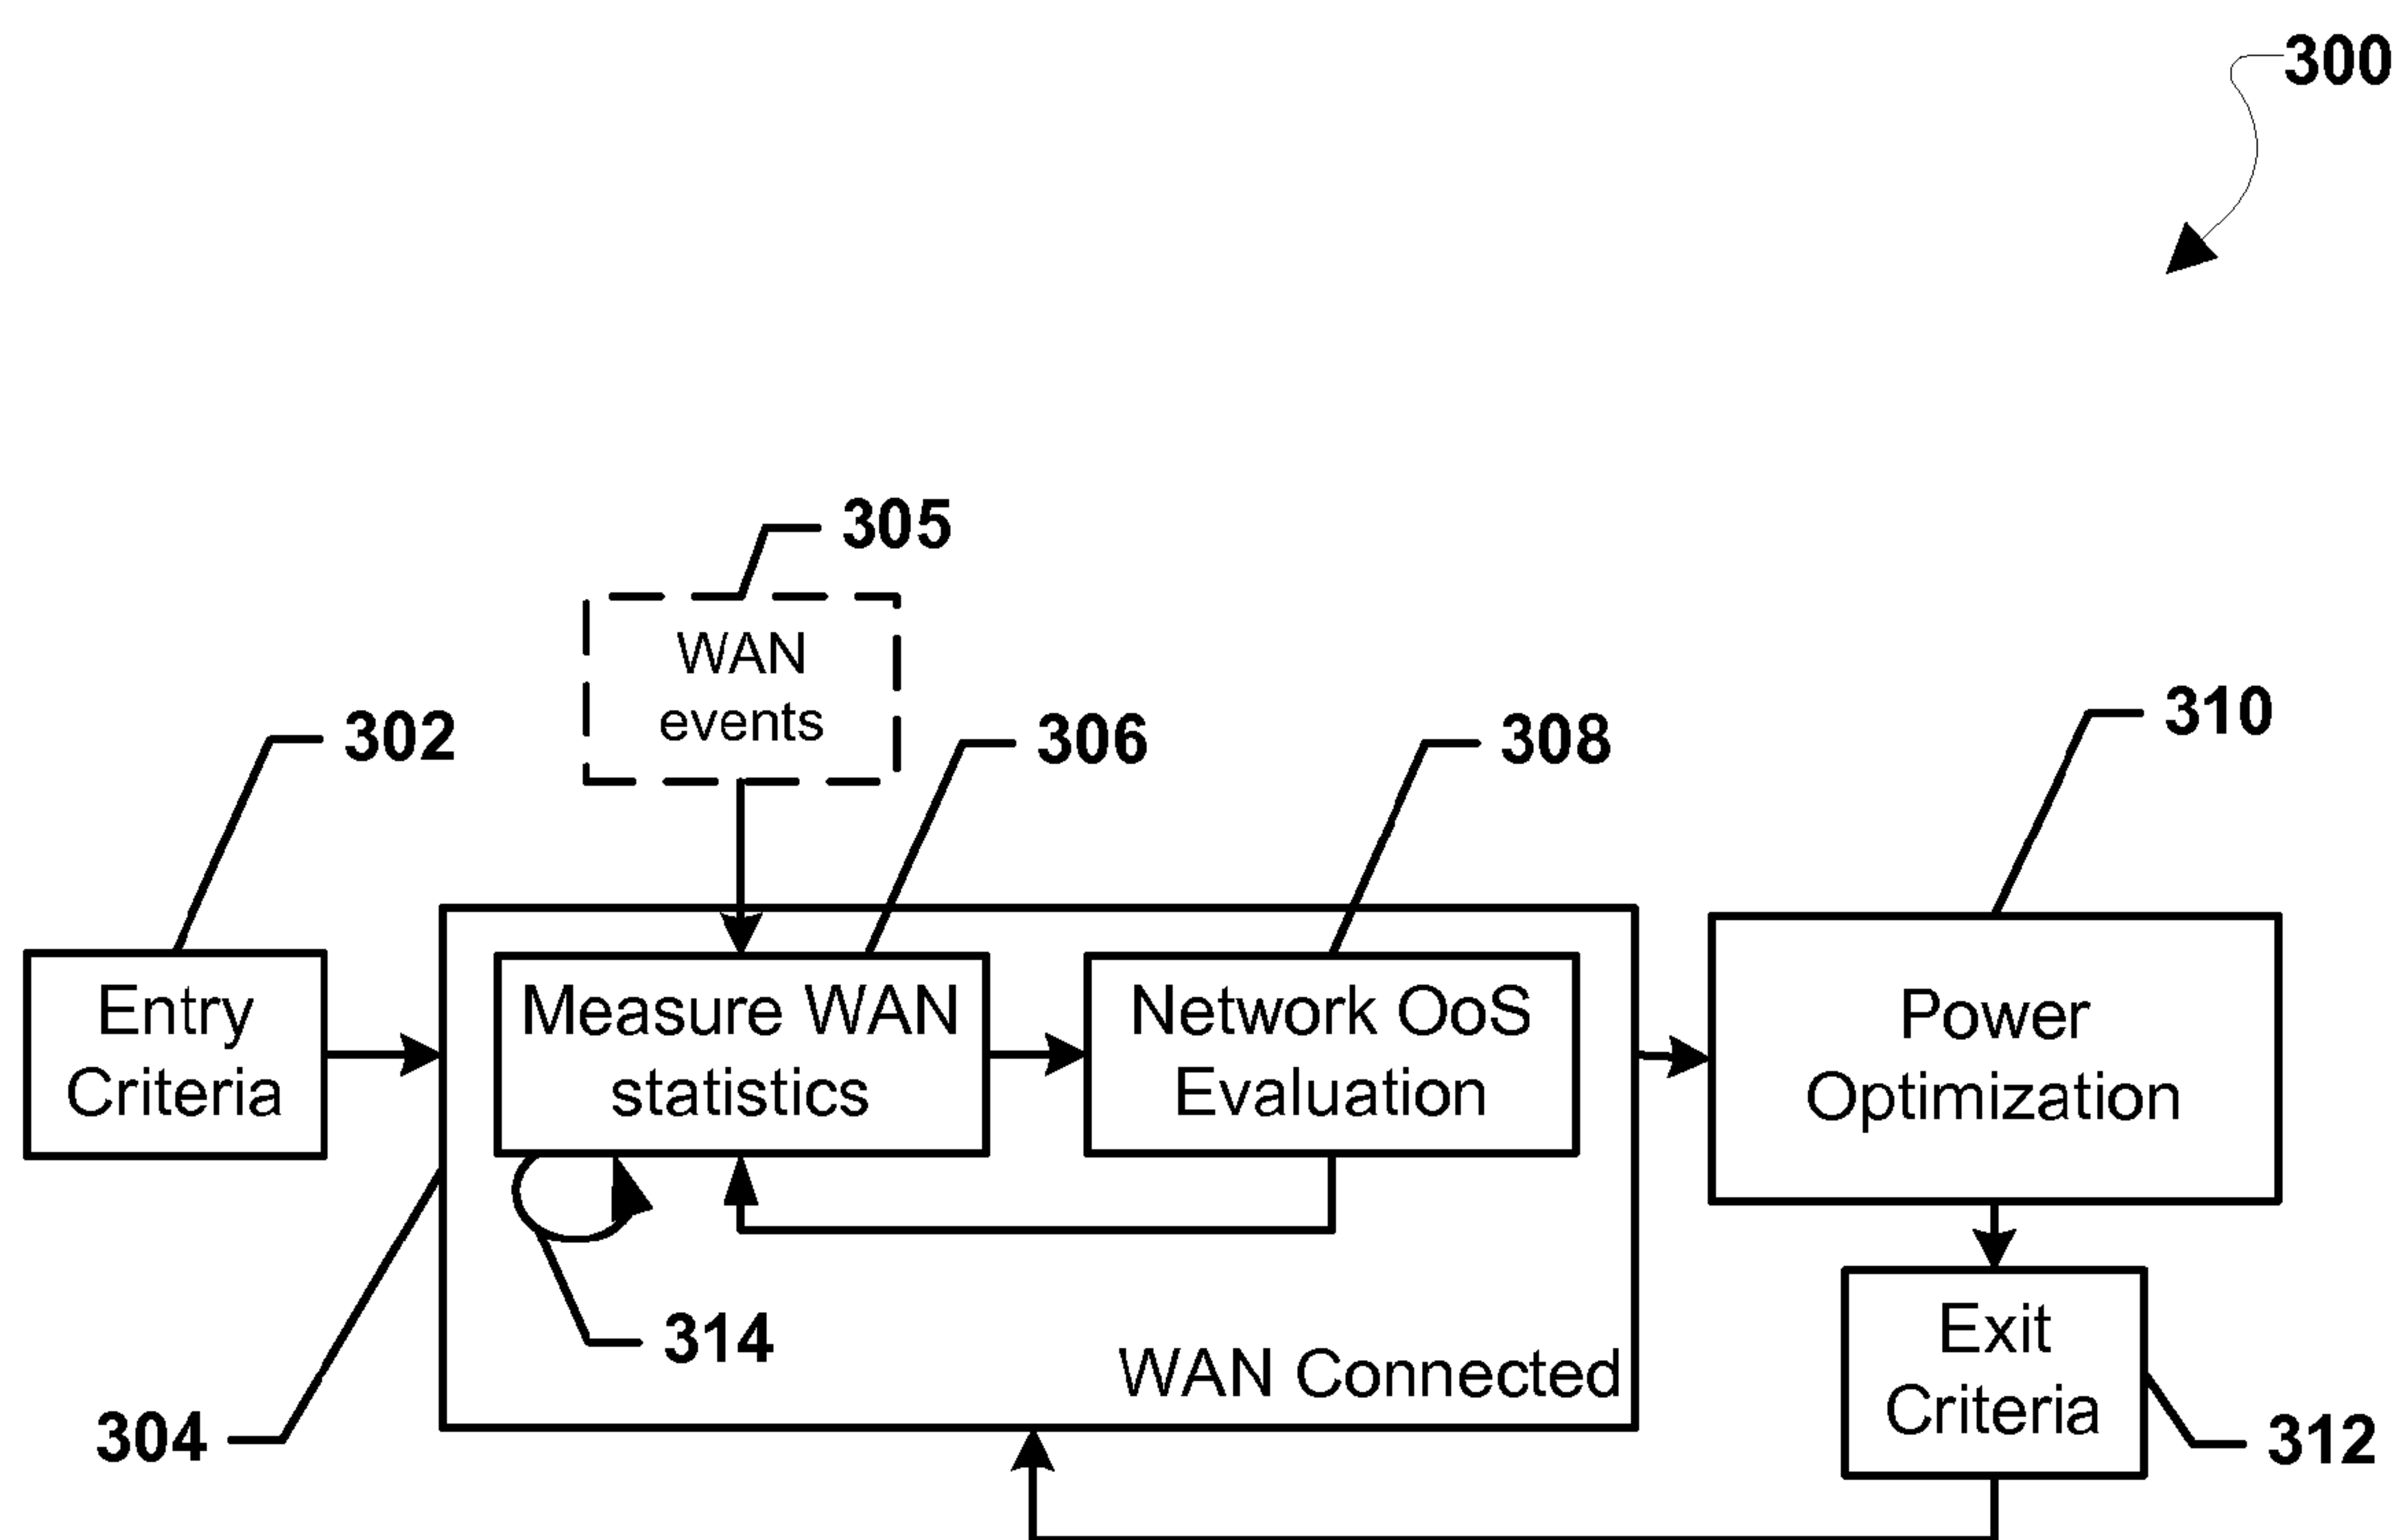 300
305
WAN
events
302
306
308
310
Entry
Criteria
Measure WAN
statistics
Network OoS
Evaluation
Power
Optimization
314
WAN Connected
Exit
Criteria
304
312